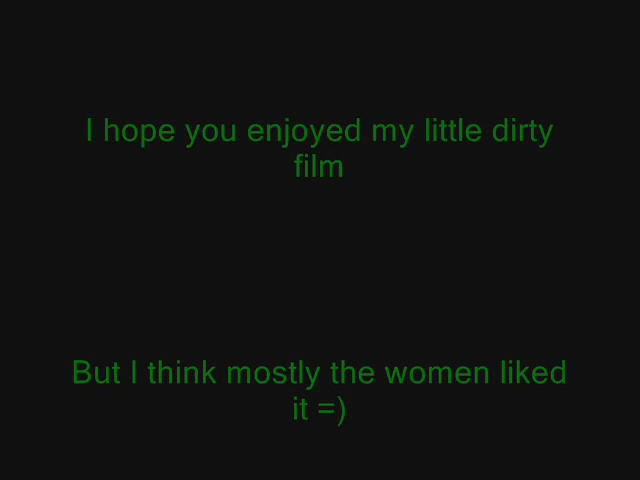 I hope you enjoyed my little dirty
film
But I think mostly the women liked
it =)